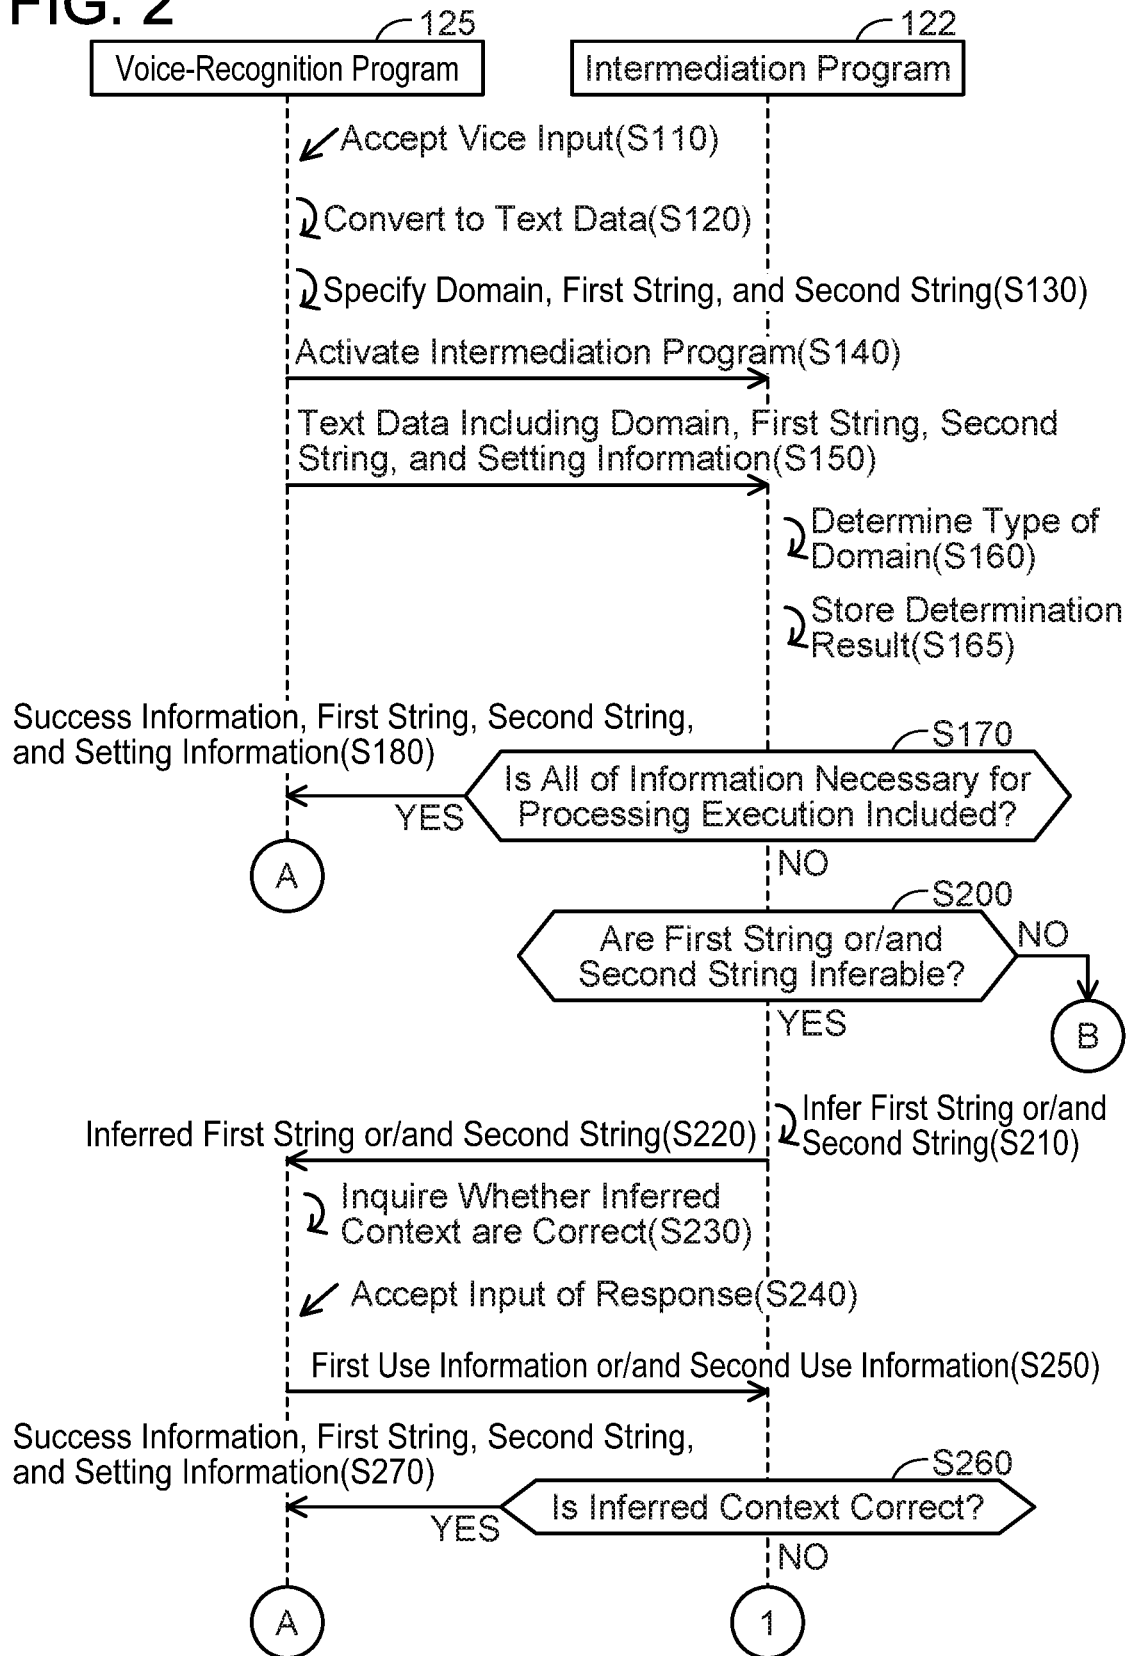 FIG. 2
125
122
Voice-Recognition Program
Intermediation Program
Accept Vice Input(S110)
Convert to Text Data(S120)
Specify Domain, First String, and Second String(S130)
Activate Intermediation Program(S140)
Text Data Including Domain, First String, Second
String, and Setting Information(S150)
Determine Type of
Domain(S160)
Store Determination
Result(S165)
Success Information, First String, Second String,
and Setting Information(S180)
S170
Is All of Information Necessary for
Processing Execution Included?
YES
NO
A
S200
Are First String or/and
Second String Inferable?
NO
YES
B
Infer First String or/and
Second String(S210)
Inferred First String or/and Second String(S220)
Inquire Whether Inferred
Context are Correct(S230)
Accept Input of Response(S240)
First Use Information or/and Second Use Information(S250)
Success Information, First String, Second String,
and Setting Information(S270)
S260
Is Inferred Context Correct?
YES
NO
A
1